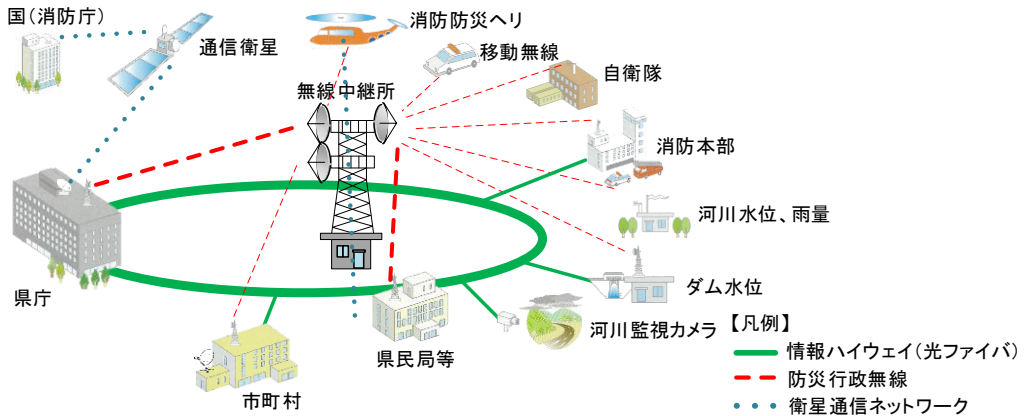 国(消防庁)
通信衛星
消防防災ヘリ
移動無線
自衛隊
無線中継所
消防本部
河川水位、雨量
県庁
ダム水位
河川監視カメラ
県民局等
市町村
【凡例】
情報ハイウェイ(光ファイバ)
防災行政無線
衛星通信ネットワーク